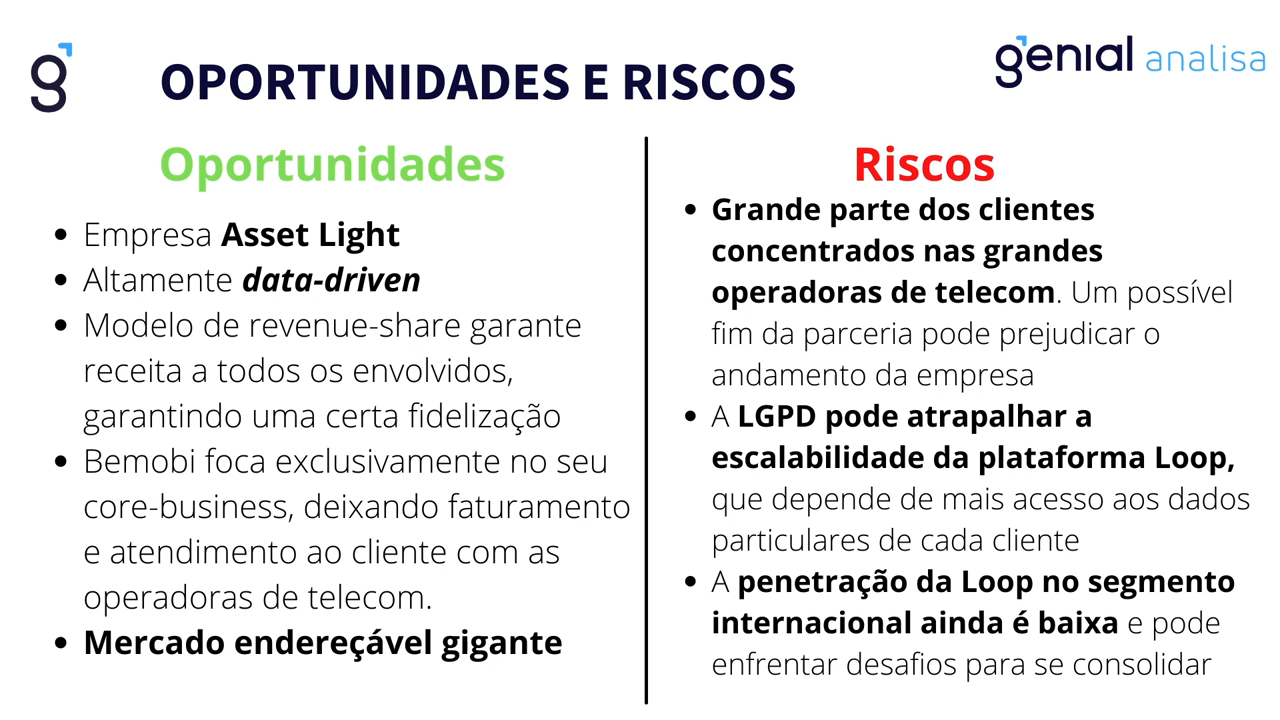 g
OPORTUNIDADES E RISCOS
genial analisa
Oportunidades
• Empresa Asset Light
• Altamente data-driven
• Modelo de revenue-share garante
receita a todos os envolvidos,
garantindo uma certa fidelização
• Bemobi foca exclusivamente no seu
core-business, deixando faturamento
e atendimento ao cliente com as
operadoras de telecom.
• Mercado endereçável gigante
Riscos
• Grande parte dos clientes
concentrados nas grandes
operadoras de telecom. Um possível
fim da parceria pode prejudicar o
andamento da empresa
• A LGPD pode atrapalhar a
escalabilidade da plataforma Loop,
que depende de mais acesso aos dados
particulares de cada cliente
• A penetração da Loop no segmento
internacional ainda é baixa e pode
enfrentar desafios para se consolidar